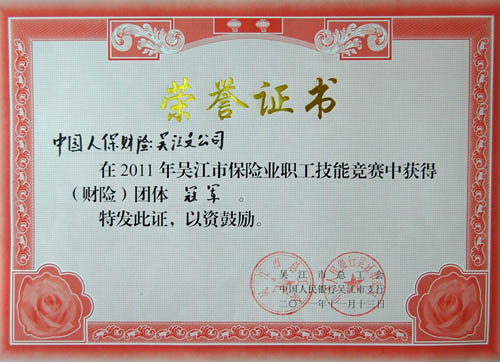 荣誉证书
中国人保财险吴江支公司
在2011年吴江市保险业职工技能竞赛中获得
（财险）团体 冠军 。
特发此证，以资鼓励。
吴江市总工会
中国人民银行吴江市支行
二〇一一年十一月十三日